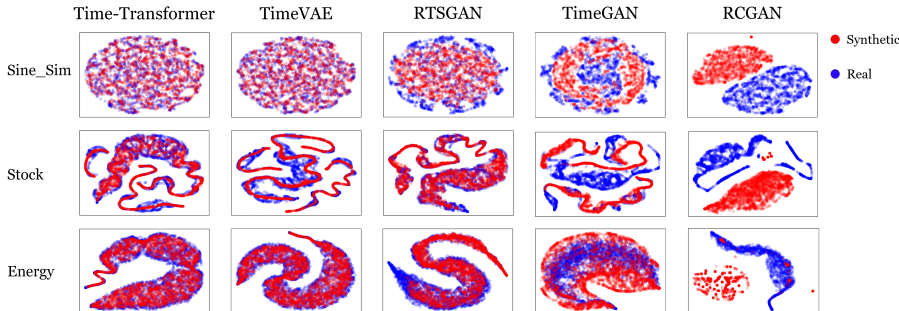 Time-Transformer TimeVAE RTSGAN TimeGAN RCGAN
Synthetic
Sine_Sim
Real
Stock
Energy